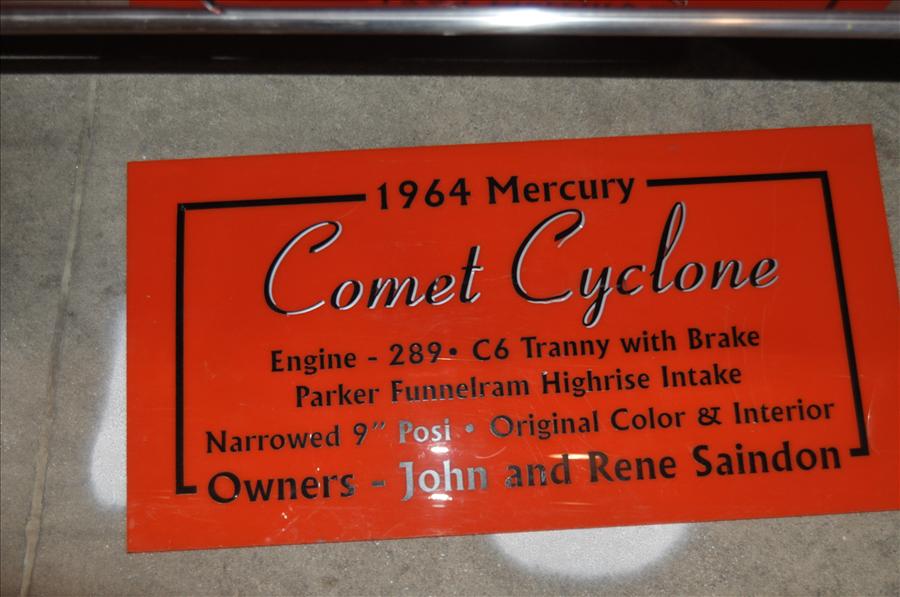 1964 Mercury
Comet Cyclone
Engine - 289 • C6 Tranny with Brake
Parker Funnelram Highrise Intake
Narrowed 9" Posi • Original Color & Interior
Owners - John and Rene Saindon